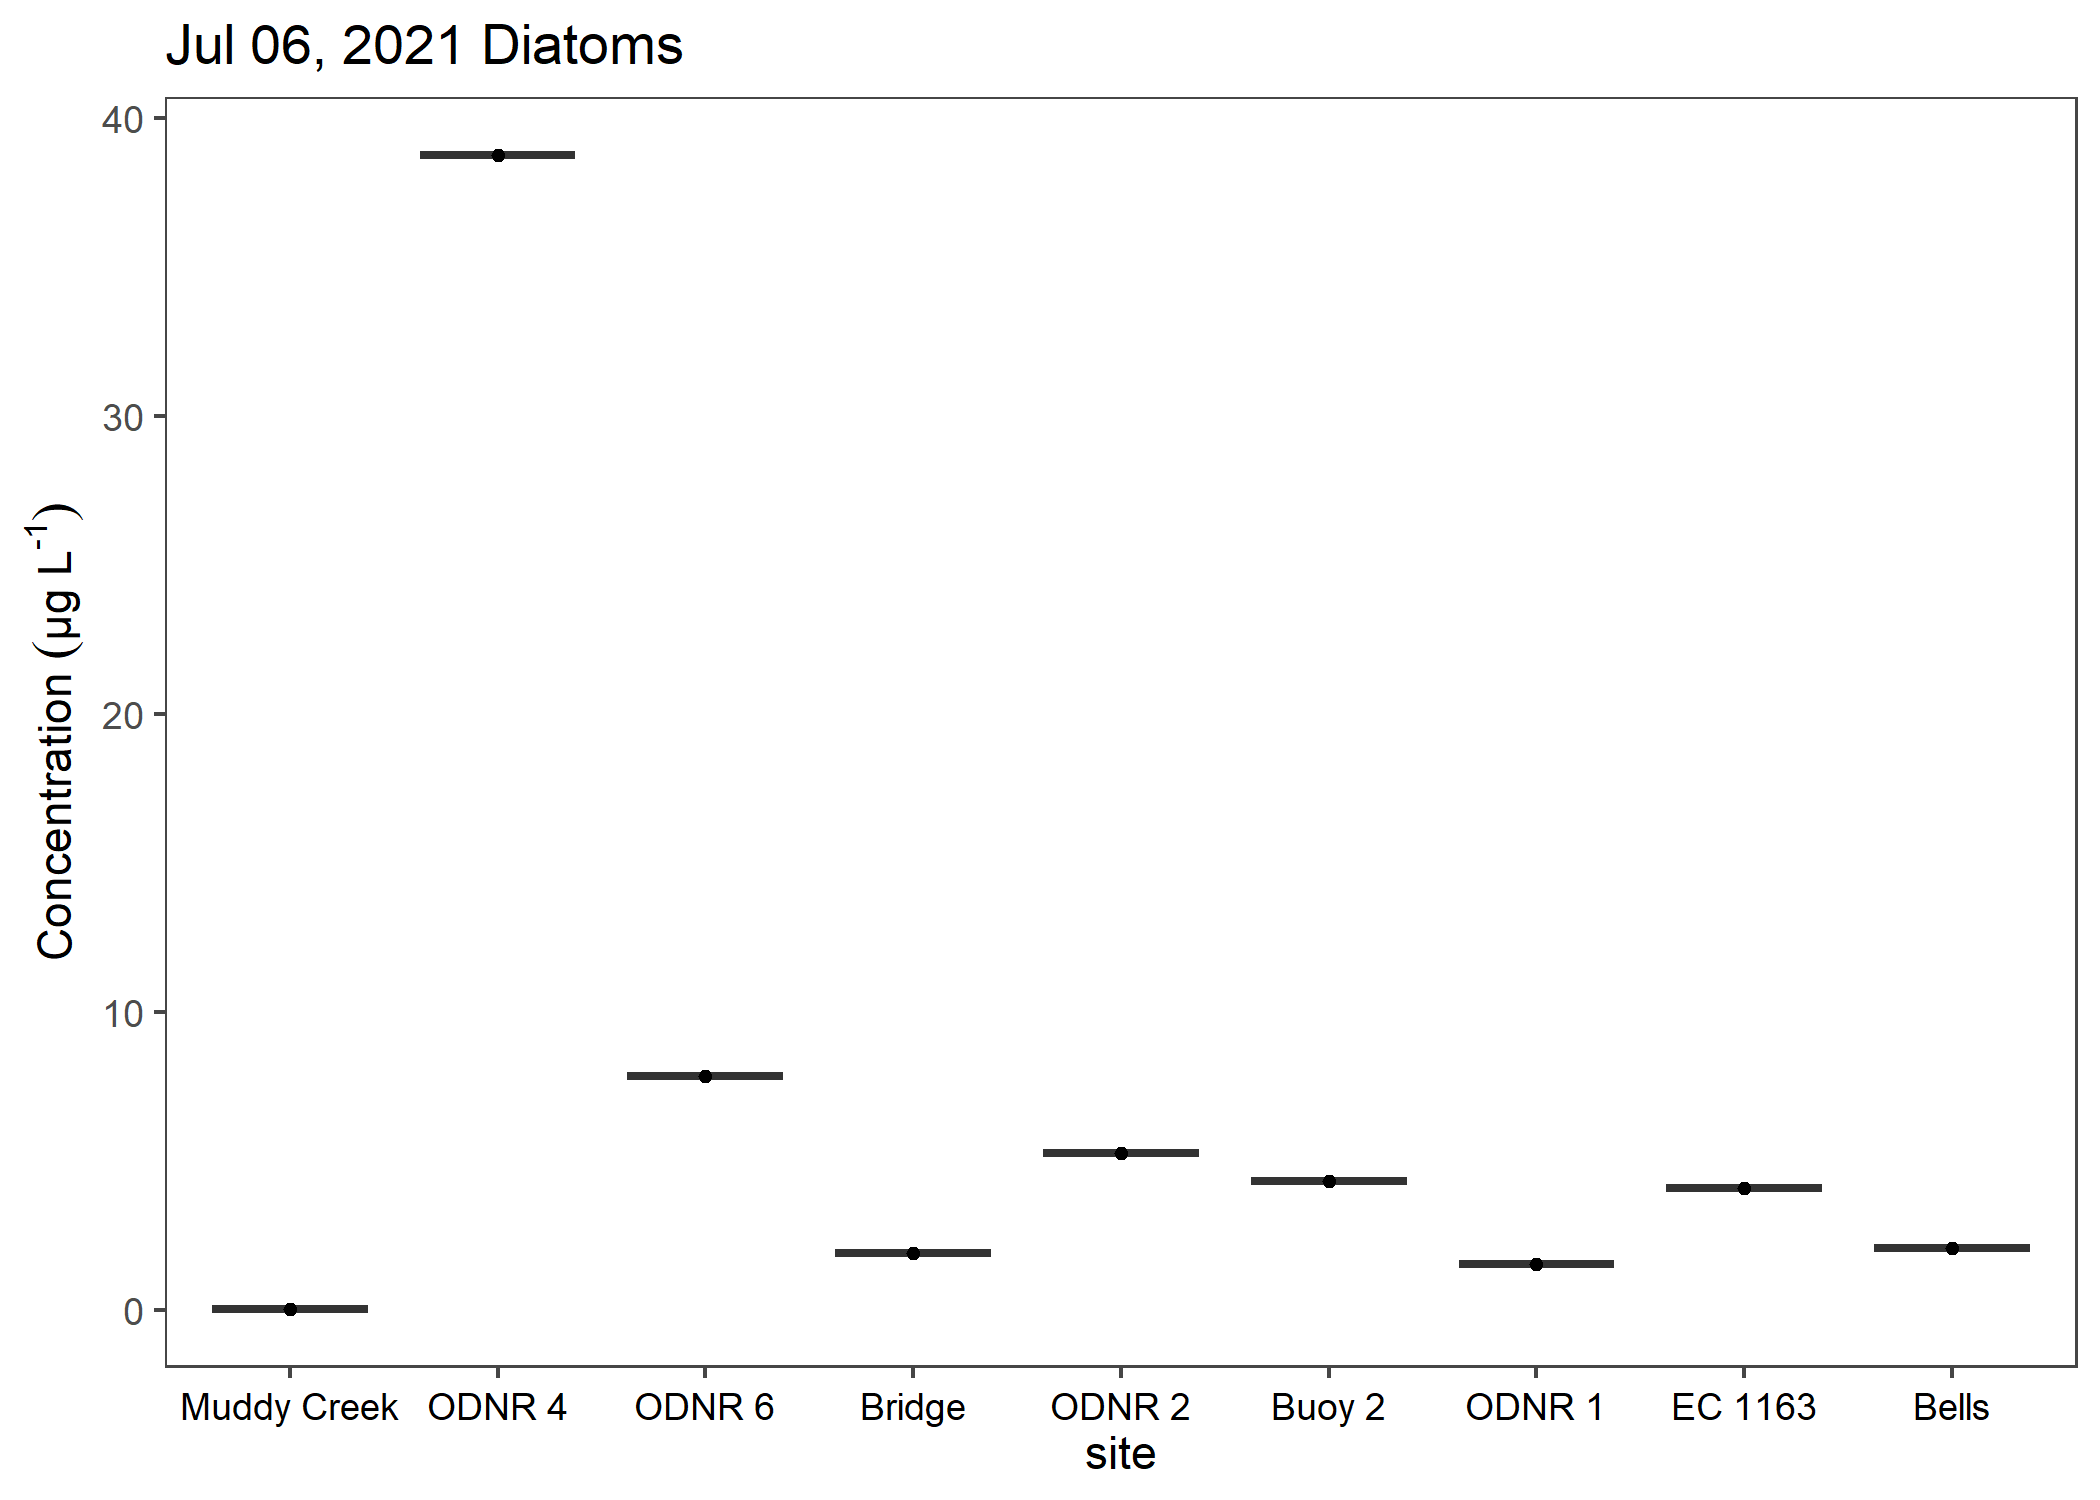 Jul 06, 2021 Diatoms
Concentration (µg L⁻¹)
40
30
20
10
0
Muddy Creek ODNR 4 ODNR 6 Bridge ODNR 2 Buoy 2 ODNR 1 EC 1163 Bells
site